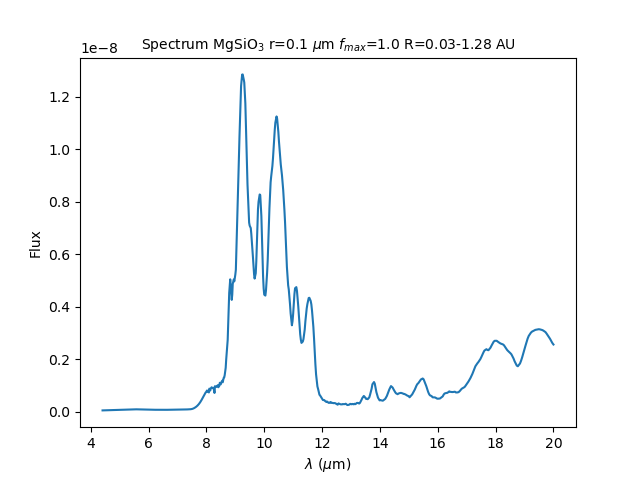 Spectrum MgSiO₃ r=0.1 μm f_max=1.0 R=0.03-1.28 AU
1e−8
1.2
1.0
0.8
0.6
0.4
0.2
0.0
Flux
4 6 8 10 12 14 16 18 20
λ (μm)